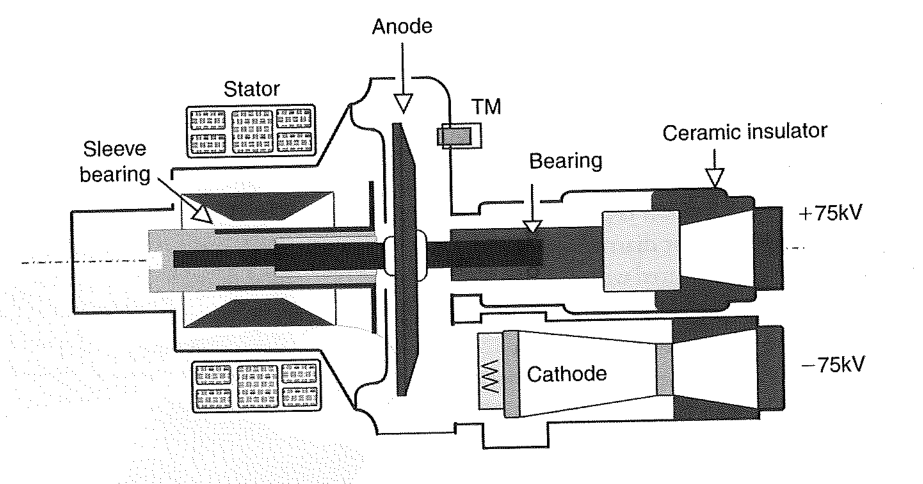 Anode
Stator
TM
Ceramic insulator
Sleeve
bearing
Bearing
+75kV
Cathode
−75kV